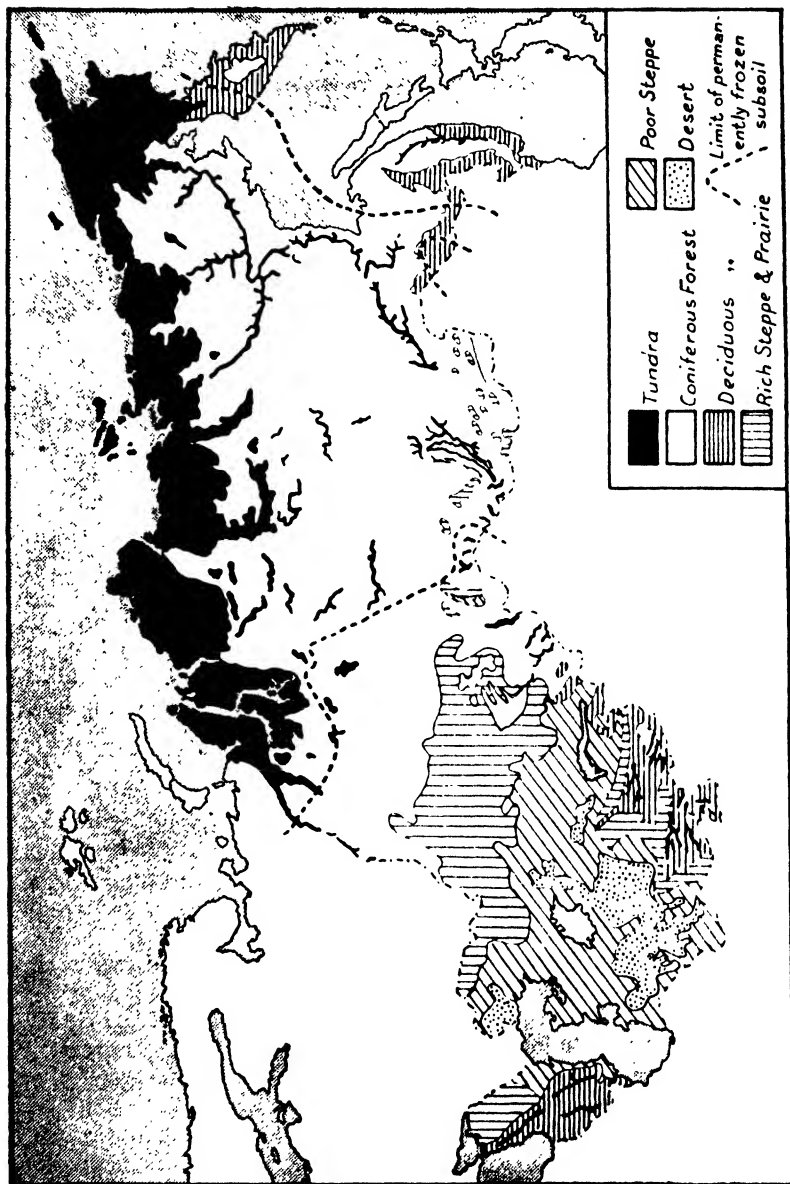 Tundra
Coniferous Forest
Deciduous „
Rich Steppe & Prairie
Poor Steppe
Desert
Limit of perman-
ently frozen
subsoil